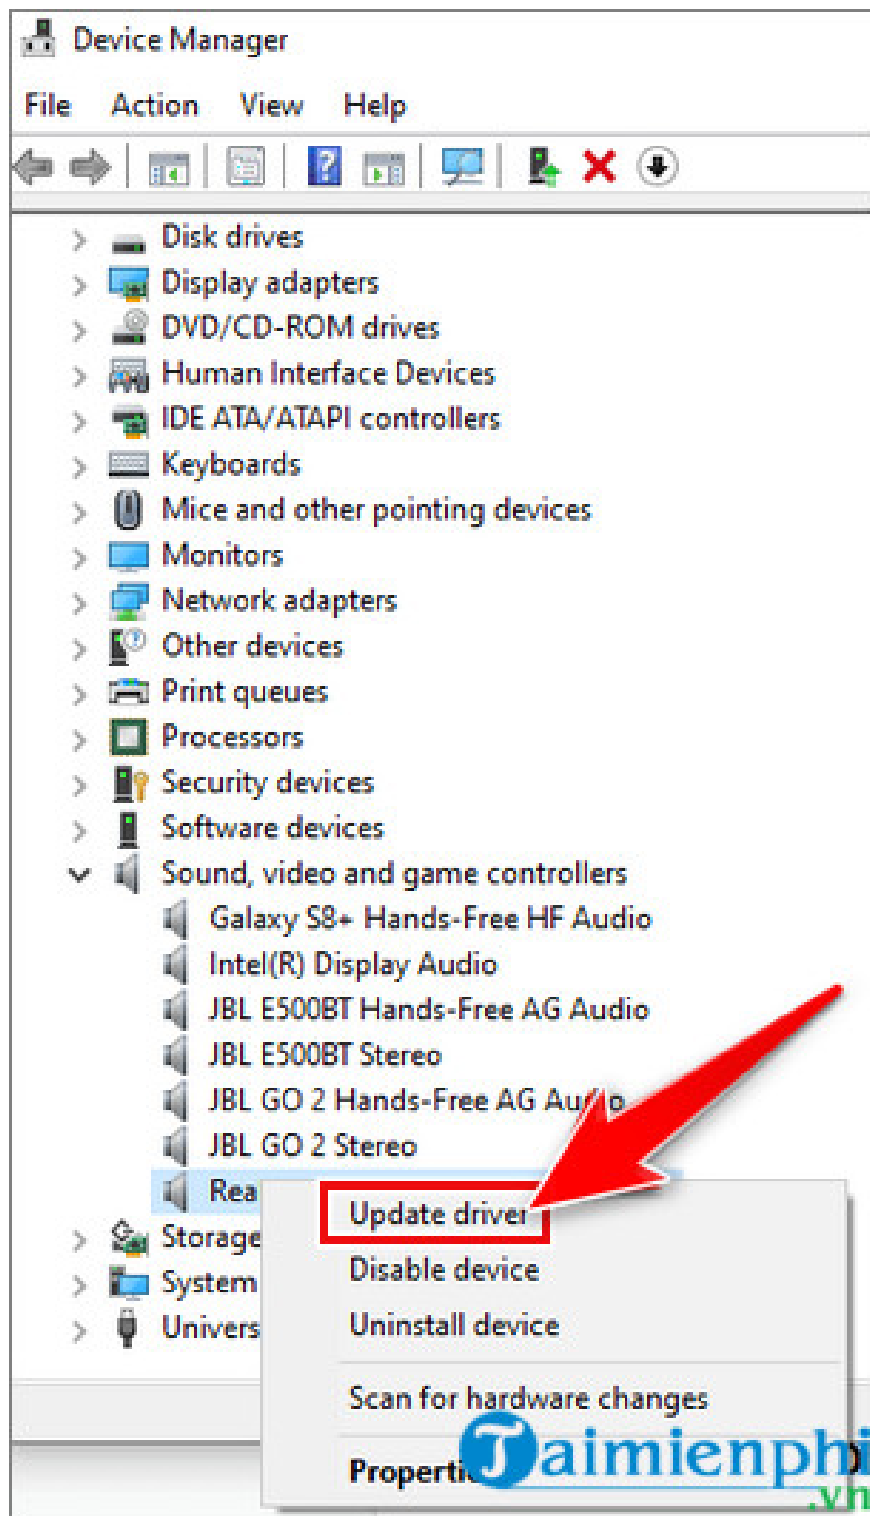 Device Manager
File Action View Help
Disk drives
Display adapters
DVD/CD-ROM drives
Human Interface Devices
IDE ATA/ATAPI controllers
Keyboards
Mice and other pointing devices
Monitors
Network adapters
Other devices
Print queues
Processors
Security devices
Software devices
Sound, video and game controllers
Galaxy S8+ Hands-Free HF Audio
Intel(R) Display Audio
JBL E500BT Hands-Free AG Audio
JBL E500BT Stereo
JBL GO 2 Hands-Free AG Audio
JBL GO 2 Stereo
Rea
Update driver
Storage
Disable device
System
Univers
Uninstall device
Scan for hardware changes
Properti
Taimienphi
.vn